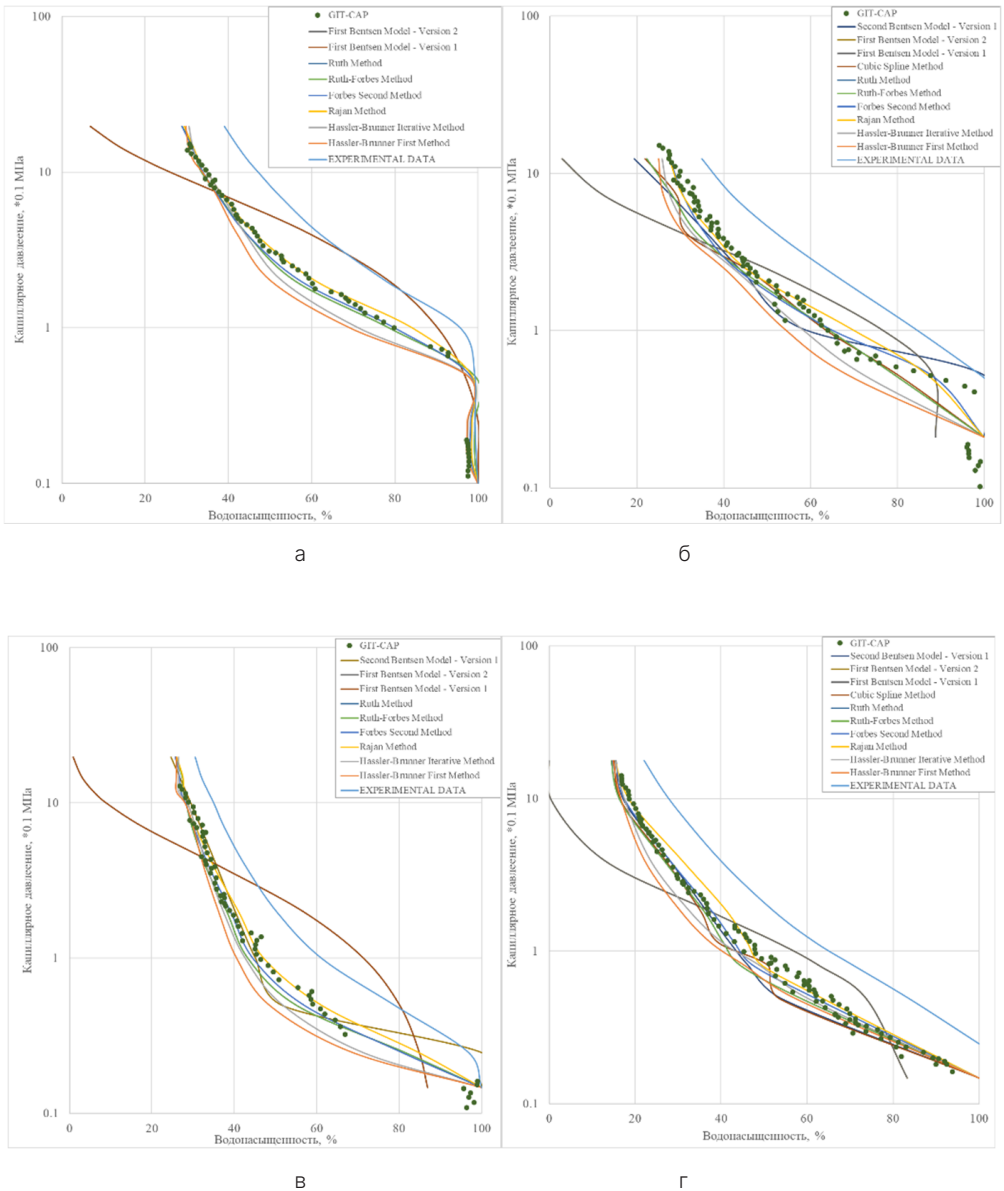 100
GIT-CAP
First Bentsen Model - Version 2
First Bentsen Model - Version 1
Ruth Method
Ruth-Forbes Method
Forbes Second Method
Rajan Method
Hassler-Brunner Iterative Method
Hassler-Brunner First Method
EXPERIMENTAL DATA
10
1
0.1
Капиллярное давлеение, *0.1 МПа
0 20 40 60 80 100
Водонасыщенность, %
а
100
GIT-CAP
Second Bentsen Model - Version 1
First Bentsen Model - Version 2
First Bentsen Model - Version 1
Cubic Spline Method
Ruth Method
Ruth-Forbes Method
Forbes Second Method
Rajan Method
Hassler-Brunner Iterative Method
Hassler-Brunner First Method
EXPERIMENTAL DATA
10
1
0.1
Капиллярное давлеение, *0.1 МПа
0 20 40 60 80 100
Водонасыщенность, %
б
100
GIT-CAP
Second Bentsen Model - Version 1
First Bentsen Model - Version 2
First Bentsen Model - Version 1
Ruth Method
Ruth-Forbes Method
Forbes Second Method
Rajan Method
Hassler-Brunner Iterative Method
Hassler-Brunner First Method
EXPERIMENTAL DATA
10
1
0.1
Капиллярное давлеение, *0.1 МПа
0 20 40 60 80 100
Водонасыщенность, %
в
100
GIT-CAP
Second Bentsen Model - Version 1
First Bentsen Model - Version 2
First Bentsen Model - Version 1
Cubic Spline Method
Ruth Method
Ruth-Forbes Method
Forbes Second Method
Rajan Method
Hassler-Brunner Iterative Method
Hassler-Brunner First Method
EXPERIMENTAL DATA
10
1
0.1
Капиллярное давлеение, *0.1 МПа
0 20 40 60 80 100
Водонасыщенность, %
г